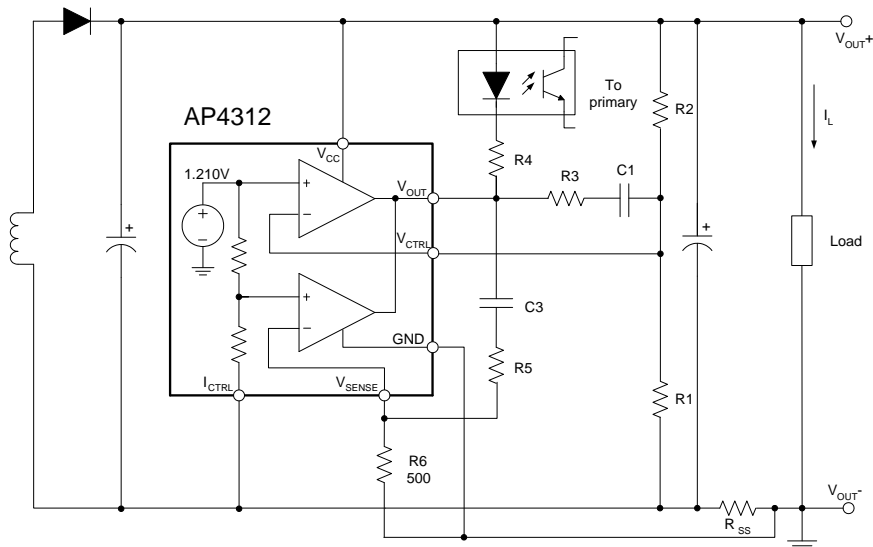 V_OUT+
To
primary
AP4312
R2
I_L
V_CC
R4
1.210V
+
V_OUT
R3
C1
+
−
−
V_CTRL
+
+
Load
+
C3
−
GND
R5
I_CTRL
V_SENSE
R1
R6
500
V_OUT-
R_SS